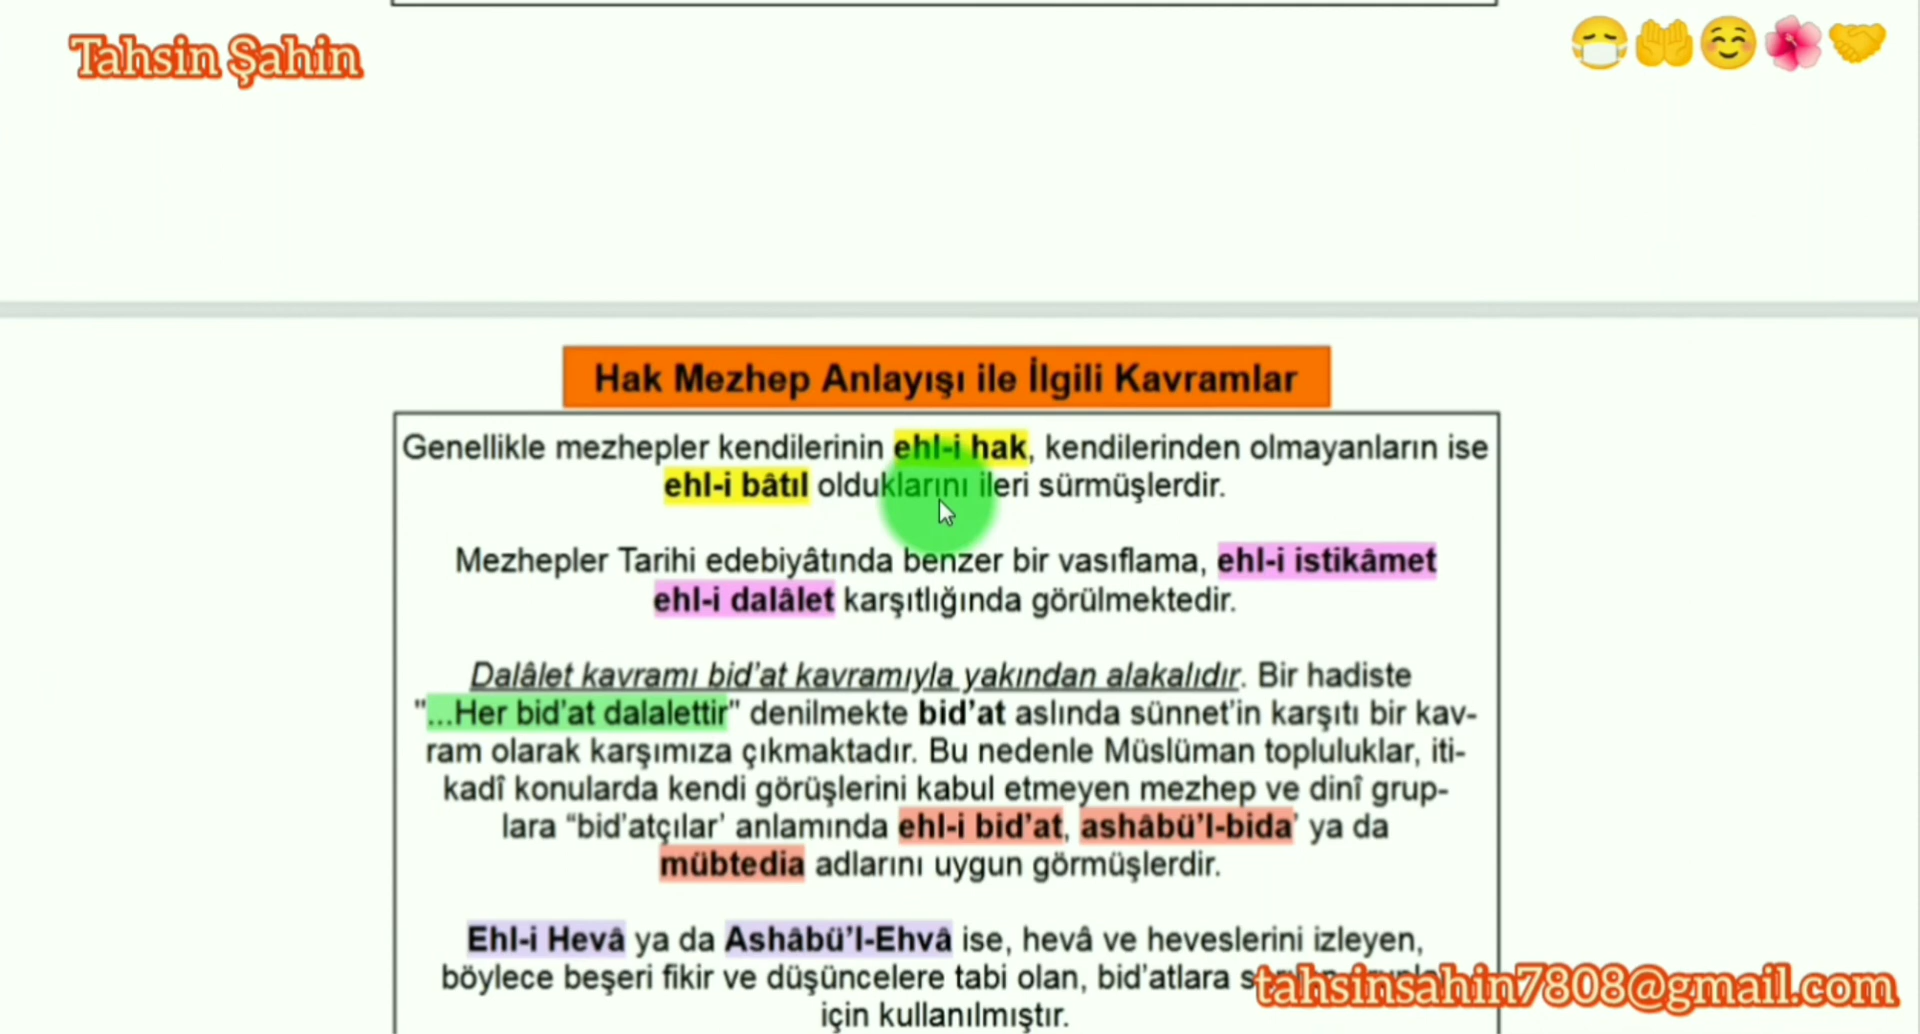 Tahsin Şahin
Hak Mezhep Anlayışı ile İlgili Kavramlar
Genellikle mezhepler kendilerinin ehl-i hak, kendilerinden olmayanların ise
ehl-i bâtıl olduklarını ileri sürmüşlerdir.
Mezhepler Tarihi edebiyâtında benzer bir vasıflama, ehl-i istikâmet
ehl-i dalâlet karşıtlığında görülmektedir.
Dalâlet kavramı bid’at kavramıyla yakından alakalıdır. Bir hadiste
"...Her bid’at dalalettir" denilmekte bid’at aslında sünnet’in karşıtı bir kav-
ram olarak karşımıza çıkmaktadır. Bu nedenle Müslüman topluluklar, iti-
kadî konularda kendi görüşlerini kabul etmeyen mezhep ve dinî grup-
lara “bid’atçılar’ anlamında ehl-i bid’at, ashâbü’l-bida’ ya da
mübtedia adlarını uygun görmüşlerdir.
Ehl-i Hevâ ya da Ashâbü’l-Ehvâ ise, hevâ ve heveslerini izleyen,
böylece beşeri fikir ve düşüncelere tabi olan, bid’atlara
tahsinsahin7808@gmail.com
için kullanılmıştır.